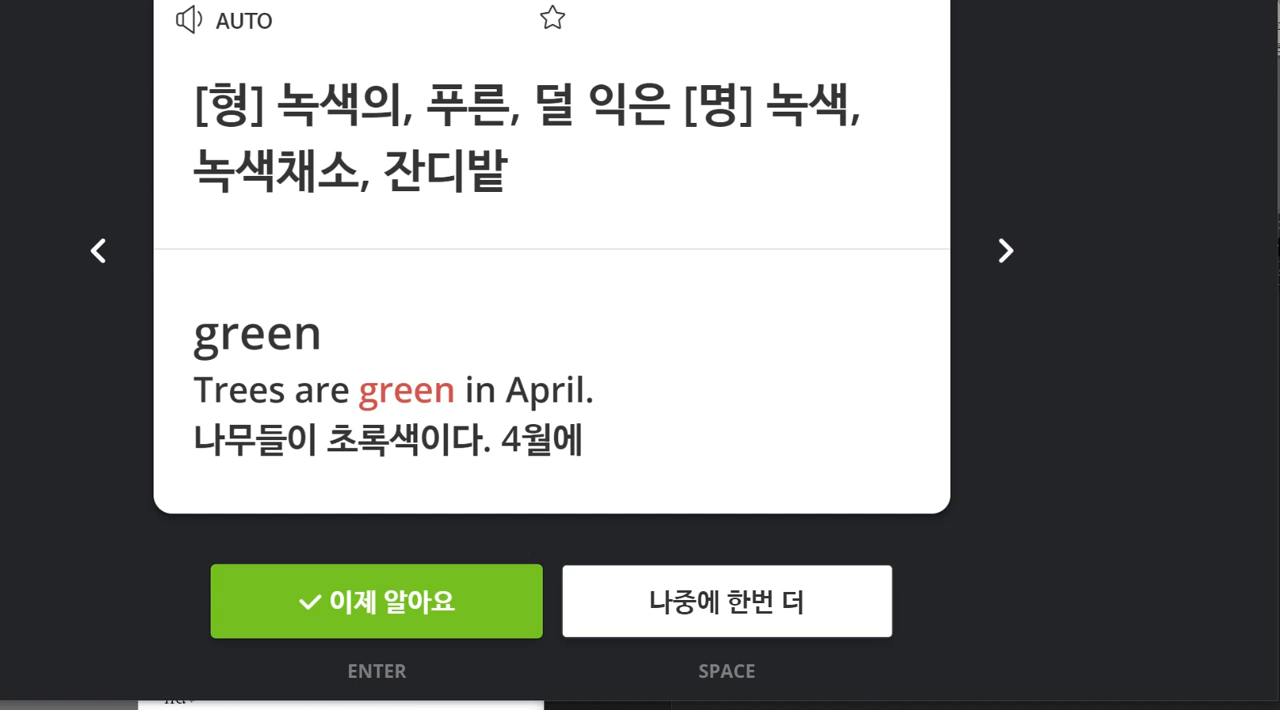 AUTO
[형] 녹색의, 푸른, 덜 익은 [명] 녹색,
녹색채소, 잔디밭
green
Trees are green in April.
나무들이 초록색이다. 4월에
이제 알아요
나중에 한번 더
ENTER
SPACE